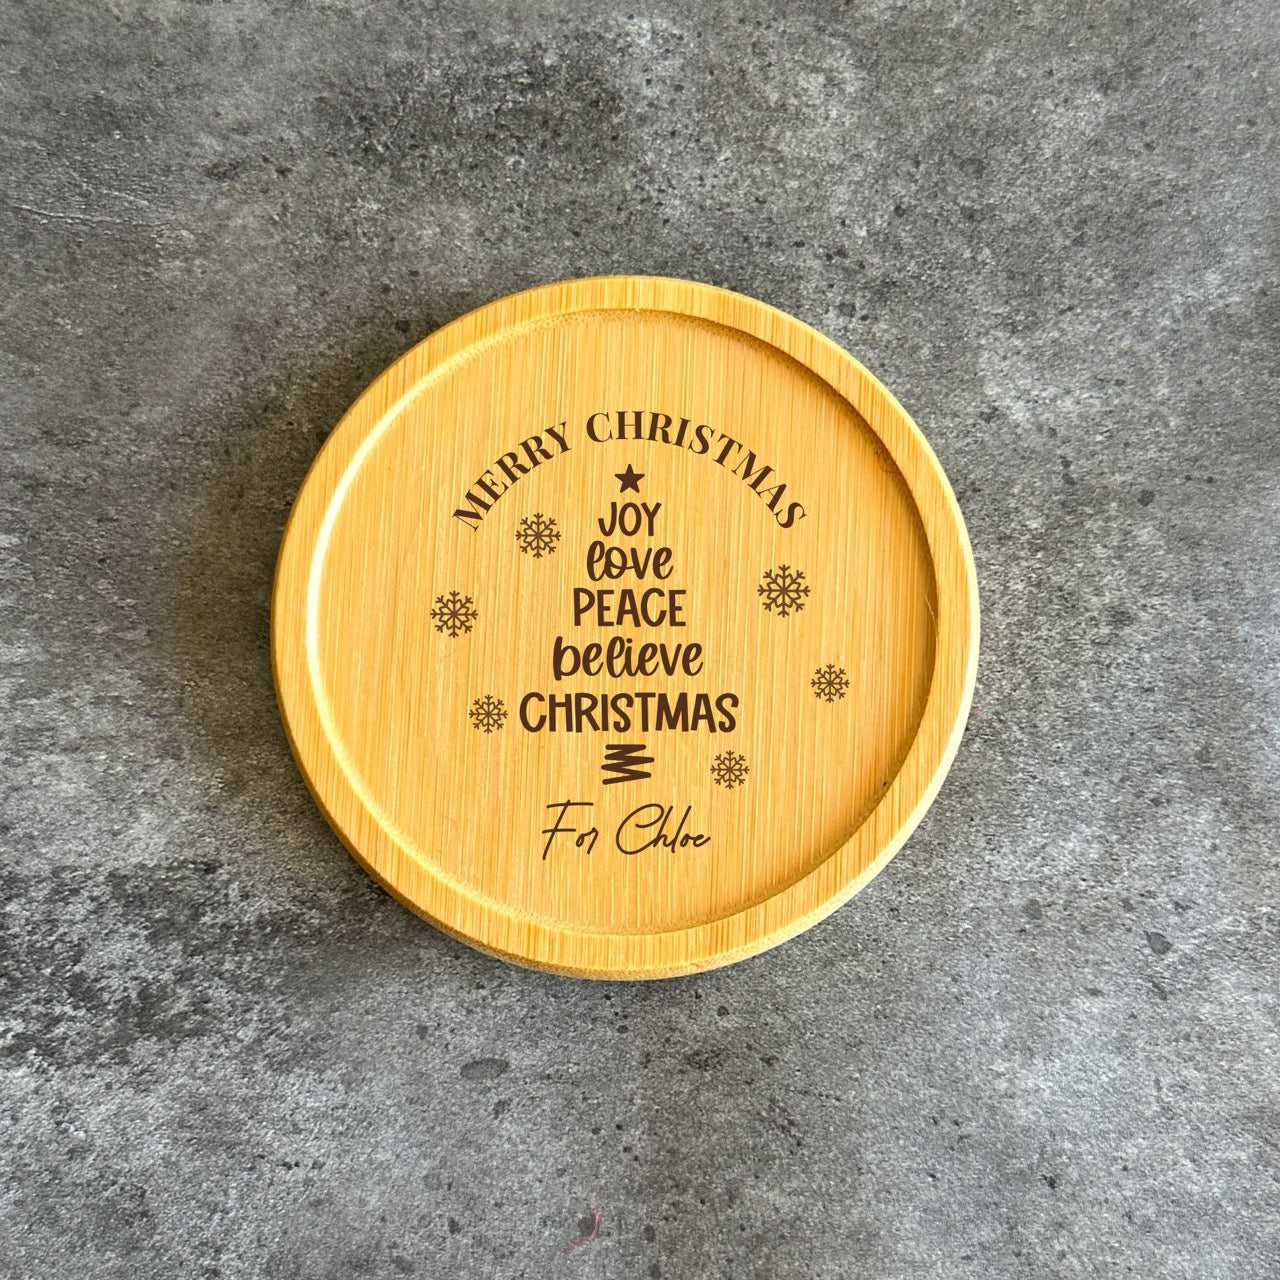 MERRY CHRISTMAS
JOY
love
PEACE
believe
CHRISTMAS
For Chloe